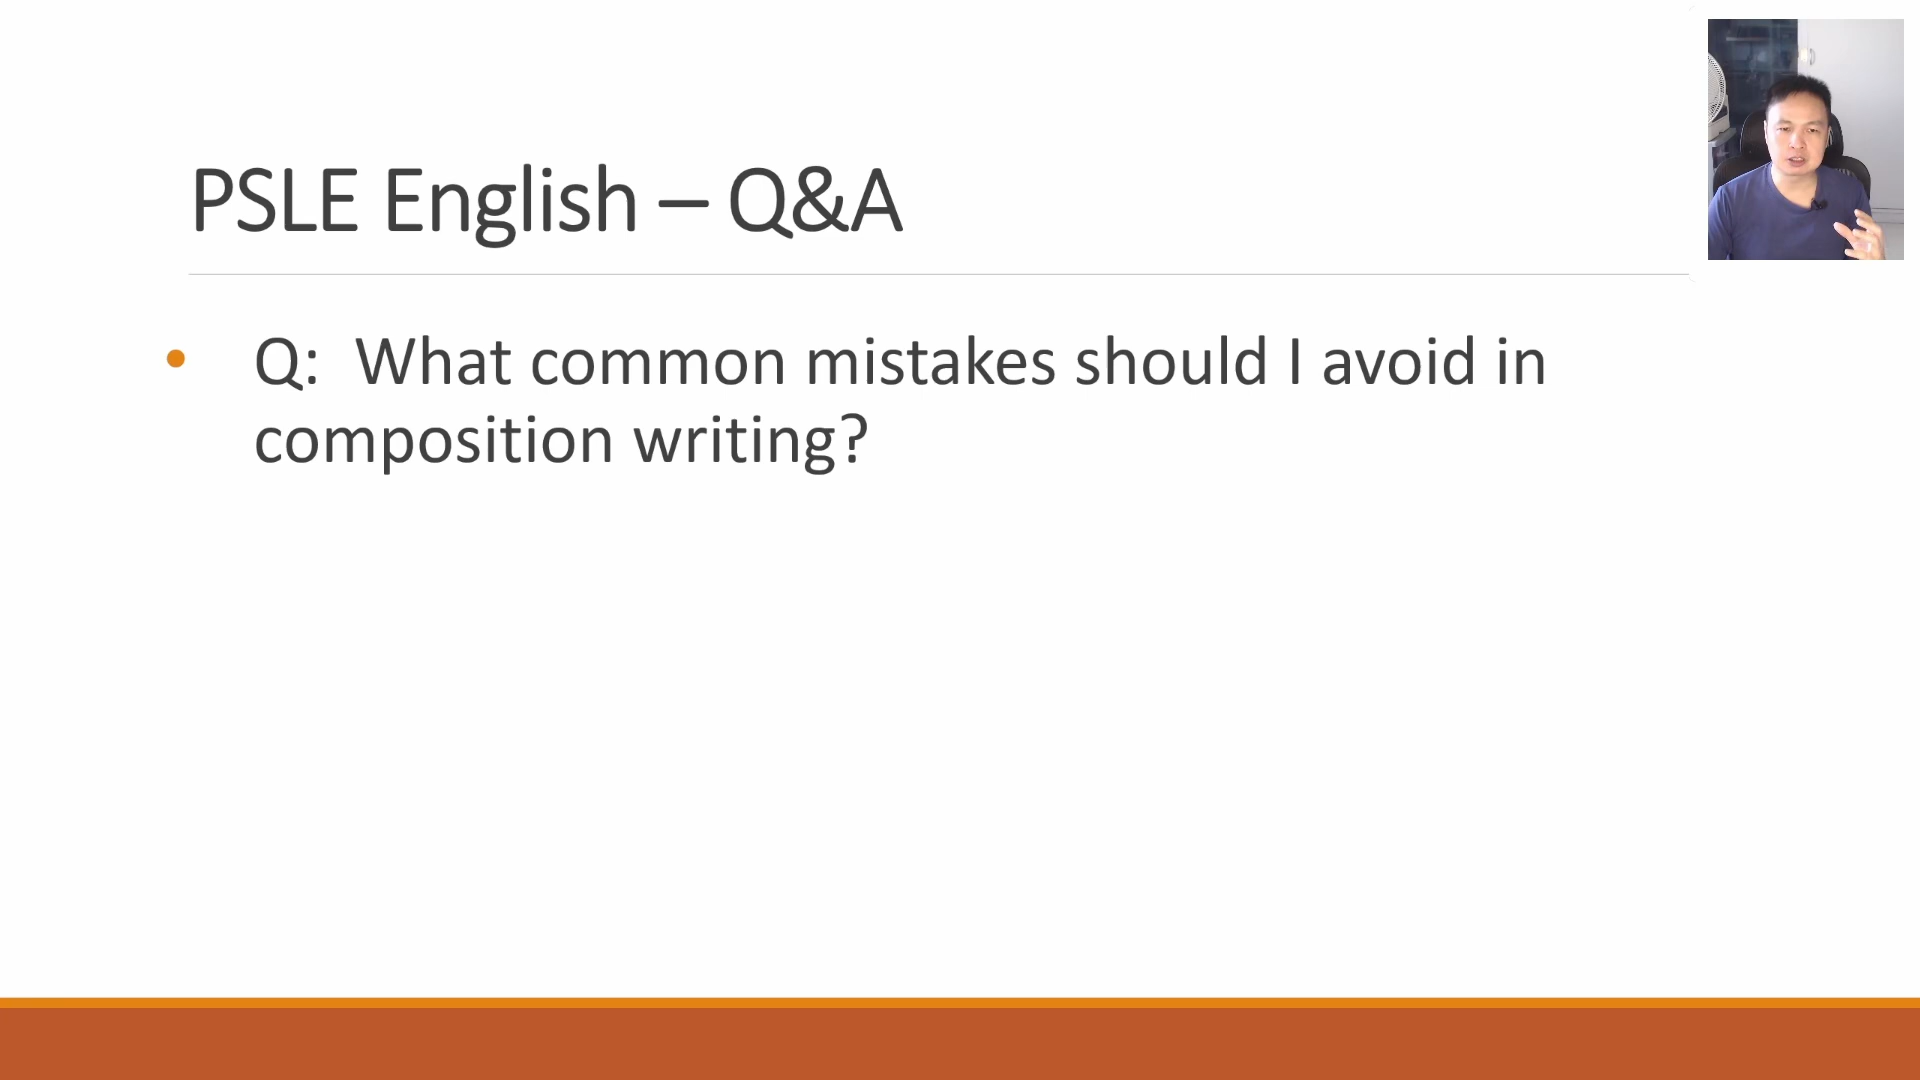 PSLE English – Q&A
• Q: What common mistakes should I avoid in
composition writing?